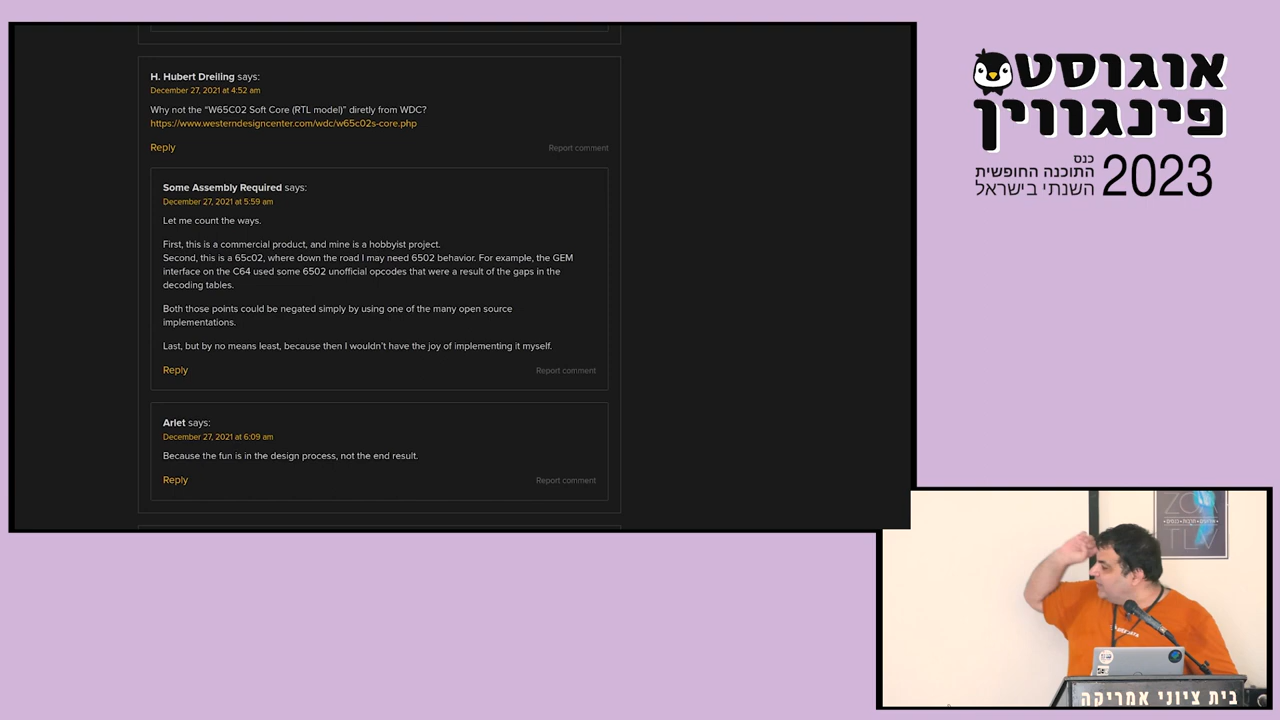 H. Hubert Dreiling says:
December 27, 2021 at 4:52 am
Why not the “W65C02 Soft Core (RTL model)” diretly from WDC?
https://www.westerndesigncenter.com/wdc/w65c02s-core.php
Reply
Report comment
Some Assembly Required says:
December 27, 2021 at 5:59 am
Let me count the ways.
First, this is a commercial product, and mine is a hobbyist project.
Second, this is a 65c02, where down the road I may need 6502 behavior. For example, the GEM
interface on the C64 used some 6502 unofficial opcodes that were a result of the gaps in the
decoding tables.
Both those points could be negated simply by using one of the many open source
implementations.
Last, but by no means least, because then I wouldn’t have the joy of implementing it myself.
Reply
Report comment
Arlet says:
December 27, 2021 at 6:09 am
Because the fun is in the design process, not the end result.
Reply
Report comment
אוגוסט
פינגווין
כנס
התוכנה החופשית
השנתי בישראל
2023
TLV
בית ציוני אמריקה